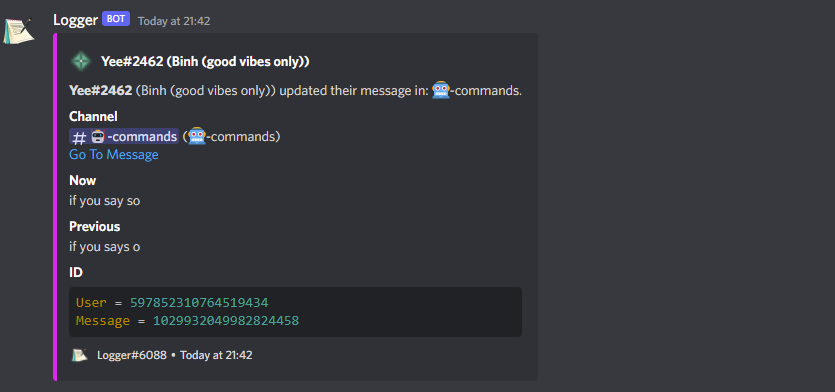 Logger BOT Today at 21:42
Yee#2462 (Binh (good vibes only))
Yee#2462 (Binh (good vibes only)) updated their message in: 🤖-commands.
Channel
# 🤖-commands (🤖-commands)
Go To Message
Now
if you say so
Previous
if you says o
ID
User = 597852310764519434
Message = 1029932049982824458
Logger#6088 • Today at 21:42